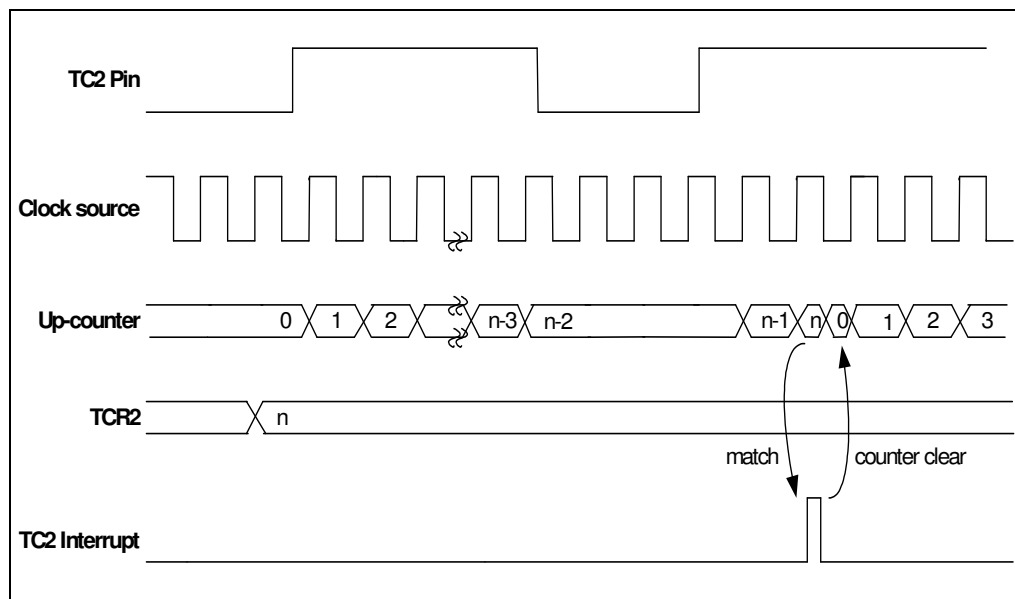 TC2 Pin
Clock source
Up-counter
0 1 2 n-3 n-2 n-1 n 0 1 2 3
TCR2
n
match
counter clear
TC2 Interrupt